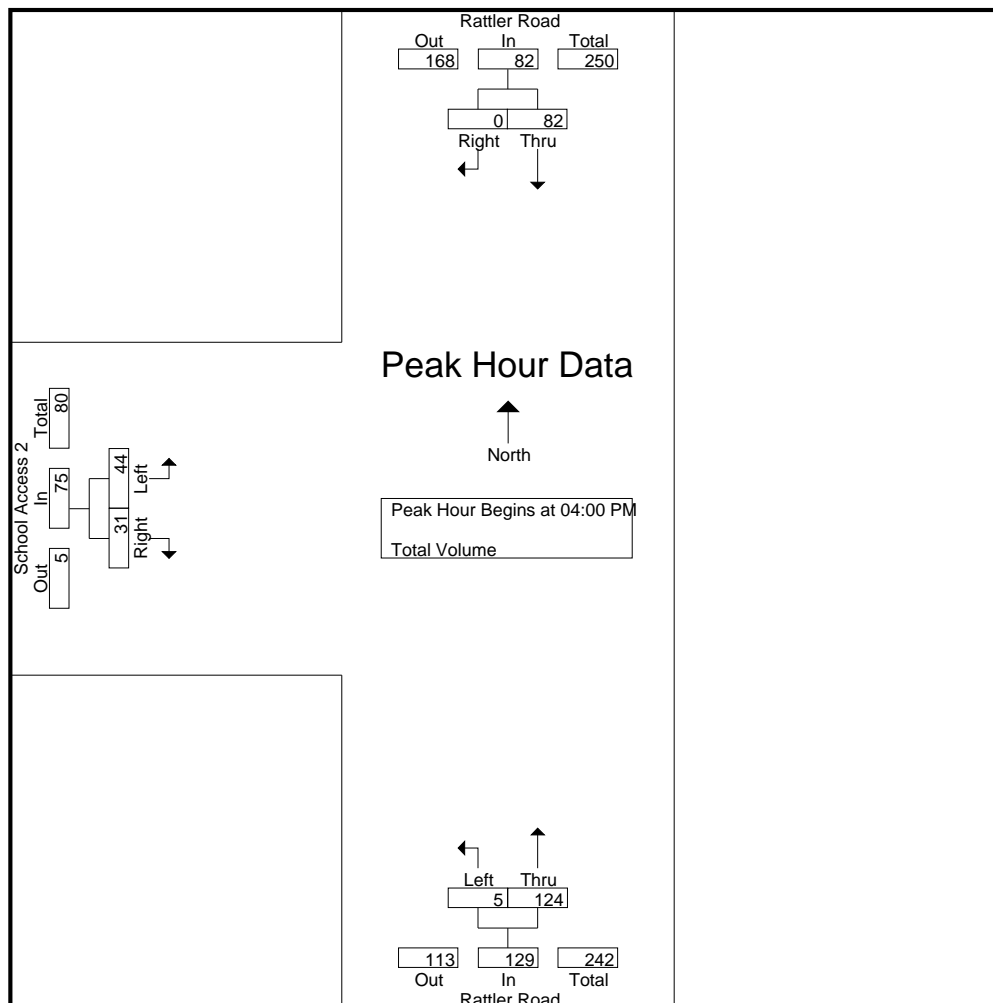 Rattler Road
Out In Total
168 82 250
0 82
Right Thru
Peak Hour Data
North
Peak Hour Begins at 04:00 PM
Total Volume
School Access 2
Out In Total
5 75 80
31 44
Right Left
Left Thru
5 124
113 129 242
Out In Total
Rattler Road